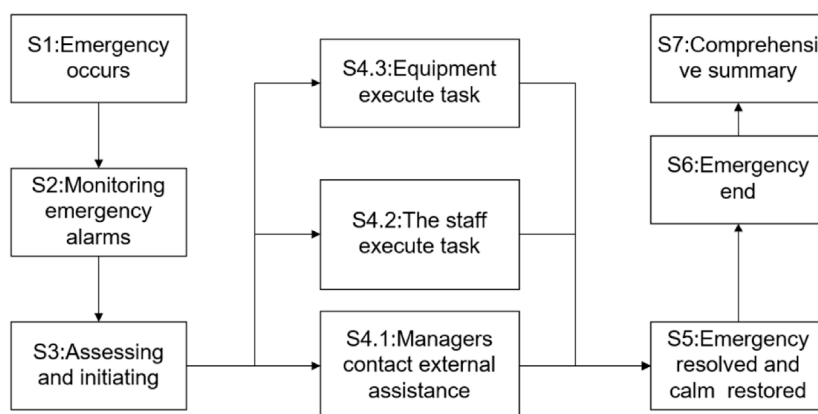 S1:Emergency
occurs
S2:Monitoring
emergency
alarms
S3:Assessing
and initiating
S4.3:Equipment
execute task
S4.2:The staff
execute task
S4.1:Managers
contact external
assistance
S7:Comprehensi
ve summary
S6:Emergency
end
S5:Emergency
resolved and
calm restored